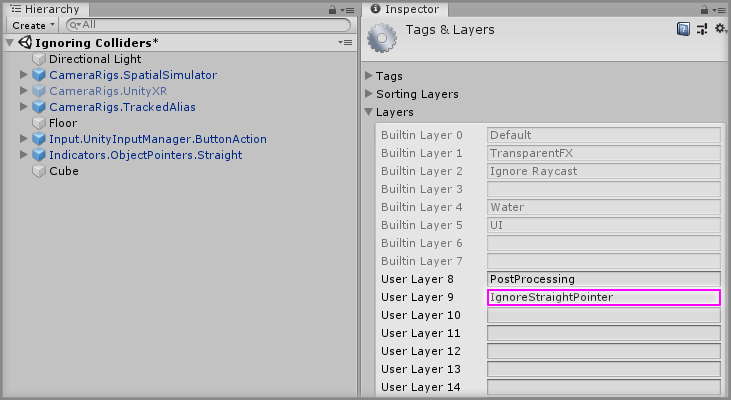 Hierarchy
Create
All
Ignoring Colliders*
Directional Light
CameraRigs.SpatialSimulator
CameraRigs.UnityXR
CameraRigs.TrackedAlias
Floor
Input.UnityInputManager.ButtonAction
Indicators.ObjectPointers.Straight
Cube
Inspector
Tags & Layers
Tags
Sorting Layers
Layers
Builtin Layer 0 Default
Builtin Layer 1 TransparentFX
Builtin Layer 2 Ignore Raycast
Builtin Layer 3
Builtin Layer 4 Water
Builtin Layer 5 UI
Builtin Layer 6
Builtin Layer 7
User Layer 8 PostProcessing
User Layer 9 IgnoreStraightPointer
User Layer 10
User Layer 11
User Layer 12
User Layer 13
User Layer 14